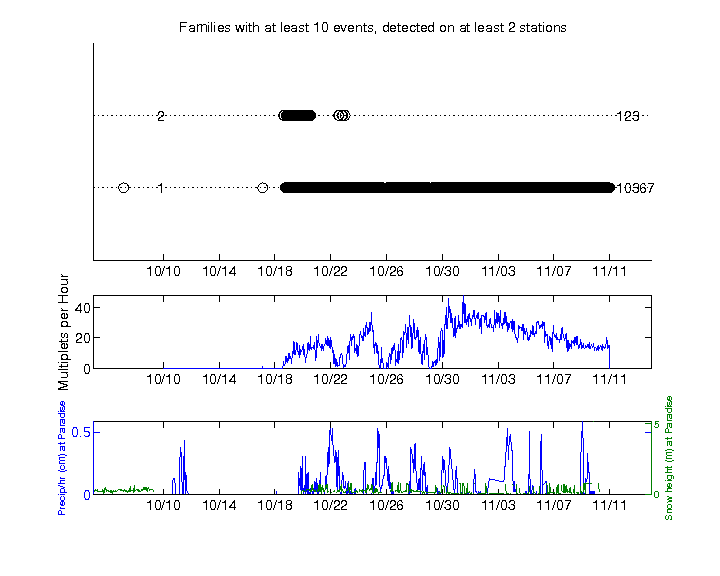 Families with at least 10 events, detected on at least 2 stations
2 123
1 10367
10/10 10/14 10/18 10/22 10/26 10/30 11/03 11/07 11/11
Multiplets per Hour
40
20
0
10/10 10/14 10/18 10/22 10/26 10/30 11/03 11/07 11/11
Precip/hr (cm) at Paradise
0.5
0
10/10 10/14 10/18 10/22 10/26 10/30 11/03 11/07 11/11
5
0
Snow height (m) at Paradise